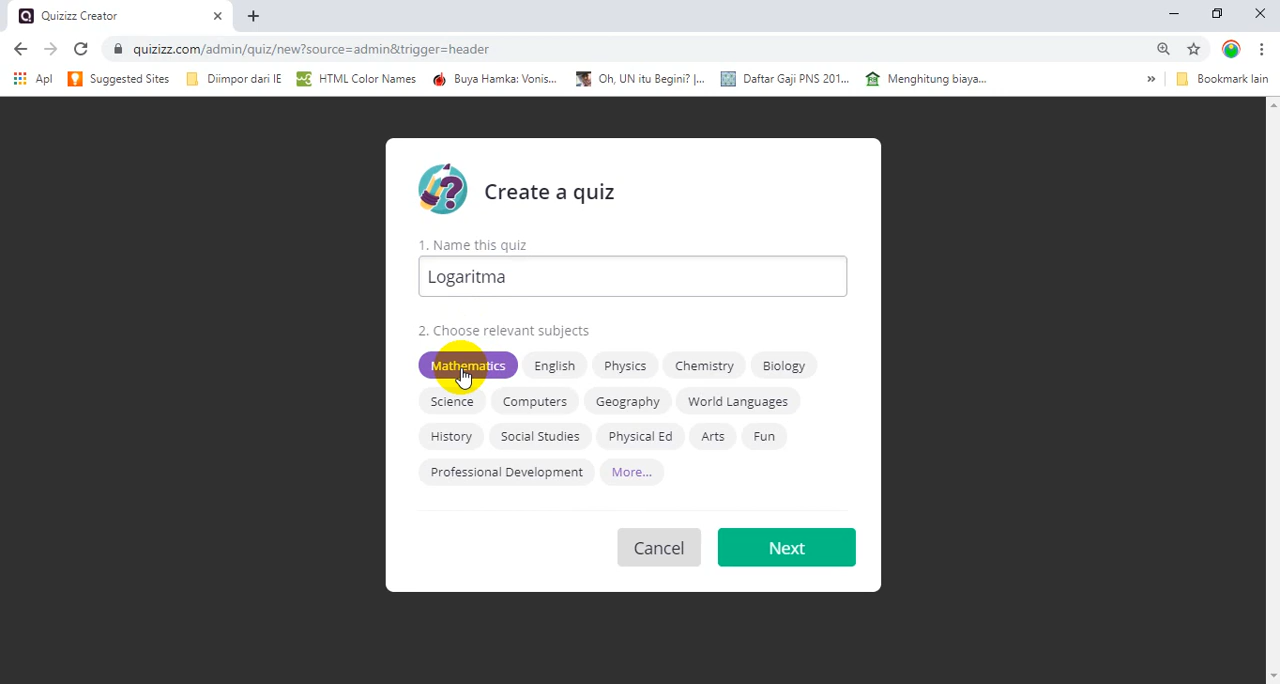 Quizizz Creator
quizizz.com/admin/quiz/new?source=admin&trigger=header
Apl Suggested Sites Diimpor dari IE HTML Color Names Buya Hamka: Vonis... Oh, UN itu Begini? |... Daftar Gaji PNS 201... Menghitung biaya... » Bookmark lain
Create a quiz
1. Name this quiz
Logaritma
2. Choose relevant subjects
Mathematics English Physics Chemistry Biology
Science Computers Geography World Languages
History Social Studies Physical Ed Arts Fun
Professional Development More...
Cancel Next